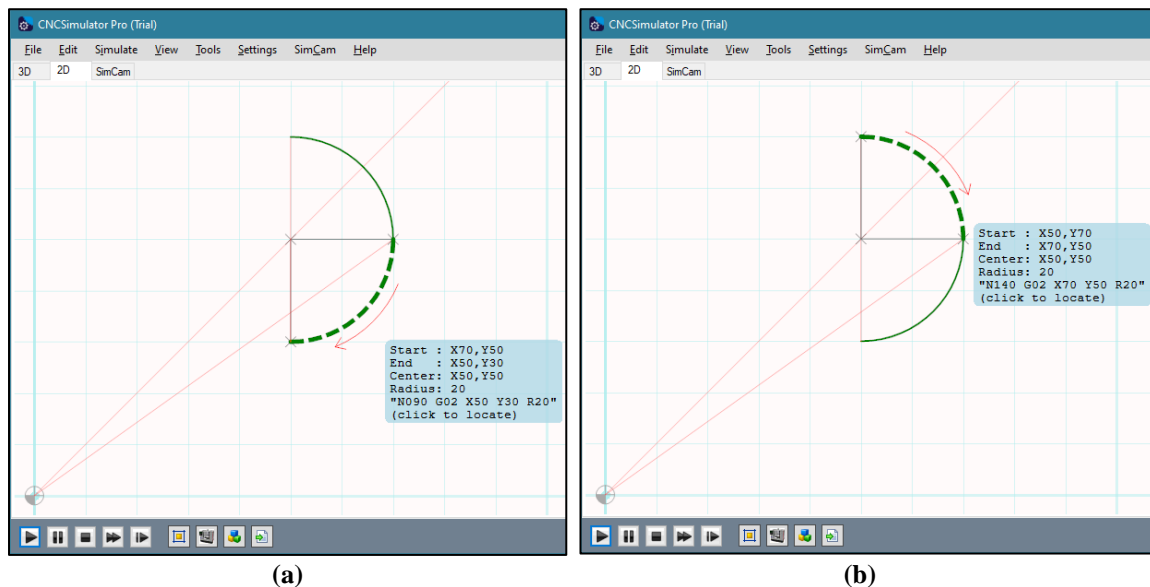 CNCSimulator Pro (Trial)
File Edit Simulate View Tools Settings SimCam Help
3D 2D SimCam
Start : X70,Y50
End   : X50,Y30
Center: X50,Y50
Radius: 20
"N090 G02 X50 Y30 R20"
(click to locate)
(a)
CNCSimulator Pro (Trial)
File Edit Simulate View Tools Settings SimCam Help
3D 2D SimCam
Start : X50,Y70
End   : X70,Y50
Center: X50,Y50
Radius: 20
"N140 G02 X70 Y50 R20"
(click to locate)
(b)